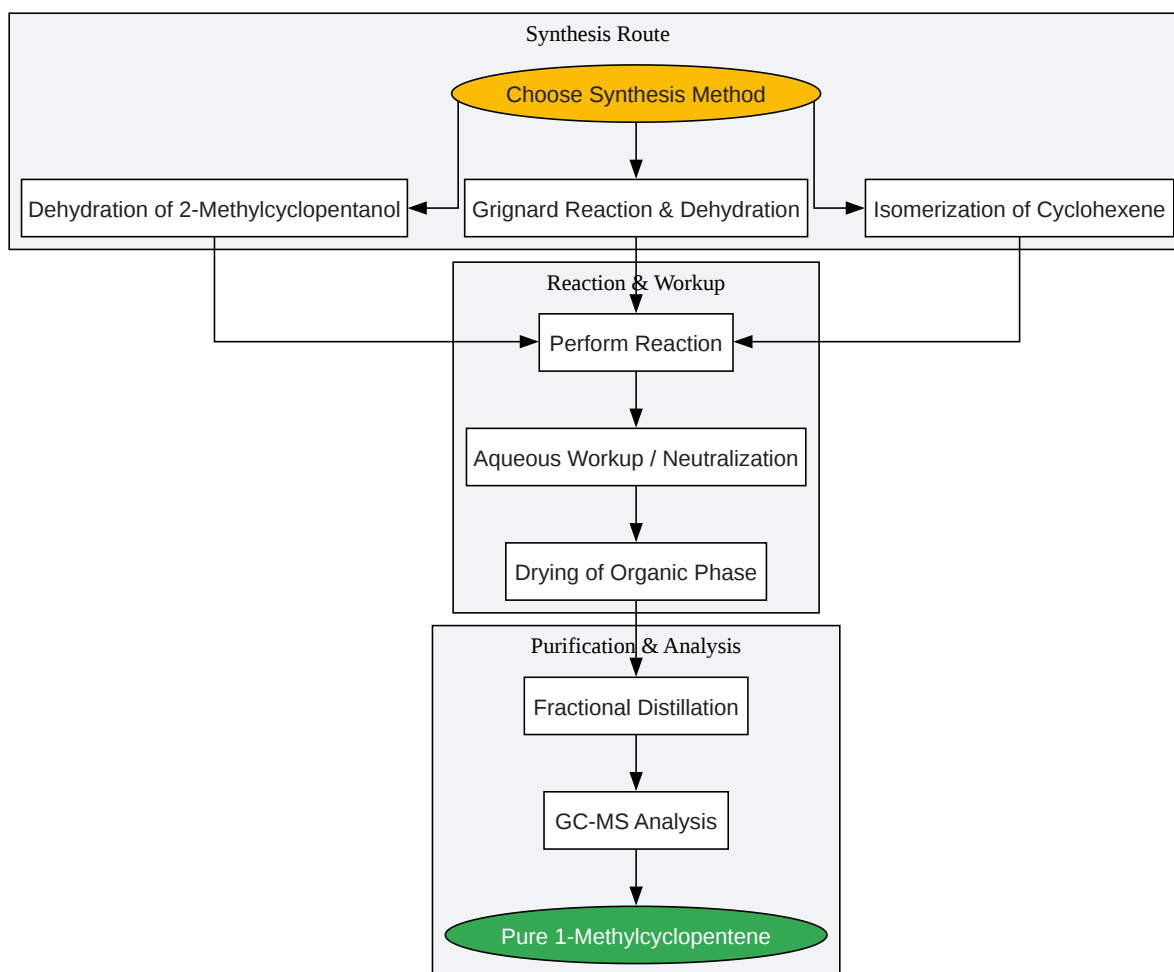 Synthesis Route
Choose Synthesis Method
Dehydration of 2-Methylcyclopentanol
Grignard Reaction & Dehydration
Isomerization of Cyclohexene
Reaction & Workup
Perform Reaction
Aqueous Workup / Neutralization
Drying of Organic Phase
Purification & Analysis
Fractional Distillation
GC-MS Analysis
Pure 1-Methylcyclopentene